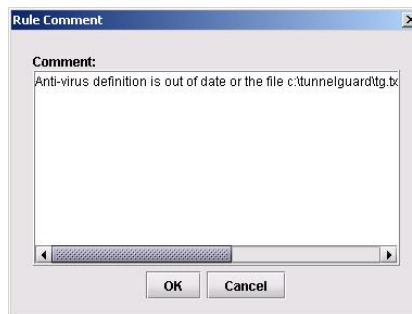 Rule Comment
Comment:
Anti-virus definition is out of date or the file c:\tunnelguard\tg.tx
OK Cancel